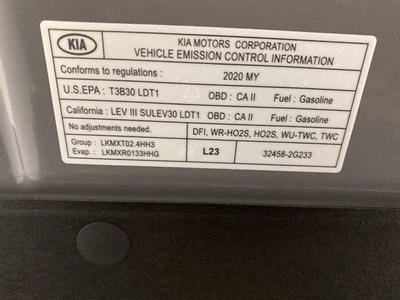 KIA KIA MOTORS CORPORATION
VEHICLE EMISSION CONTROL INFORMATION
Conforms to regulations : 2020 MY
U.S.EPA : T3B30 LDT1 OBD : CA II Fuel : Gasoline
California : LEV III SULEV30 LDT1 OBD : CA II Fuel : Gasoline
No adjustments needed. DFI, WR-HO2S, HO2S, WU-TWC, TWC
Group : LKMXT02.4HH3
Evap. : LKMXR0133HHG L23 32458-2G233